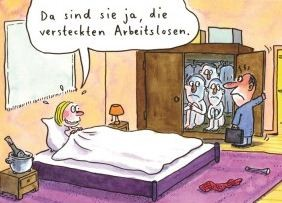 Da sind sie ja, die
versteckten Arbeitslosen.